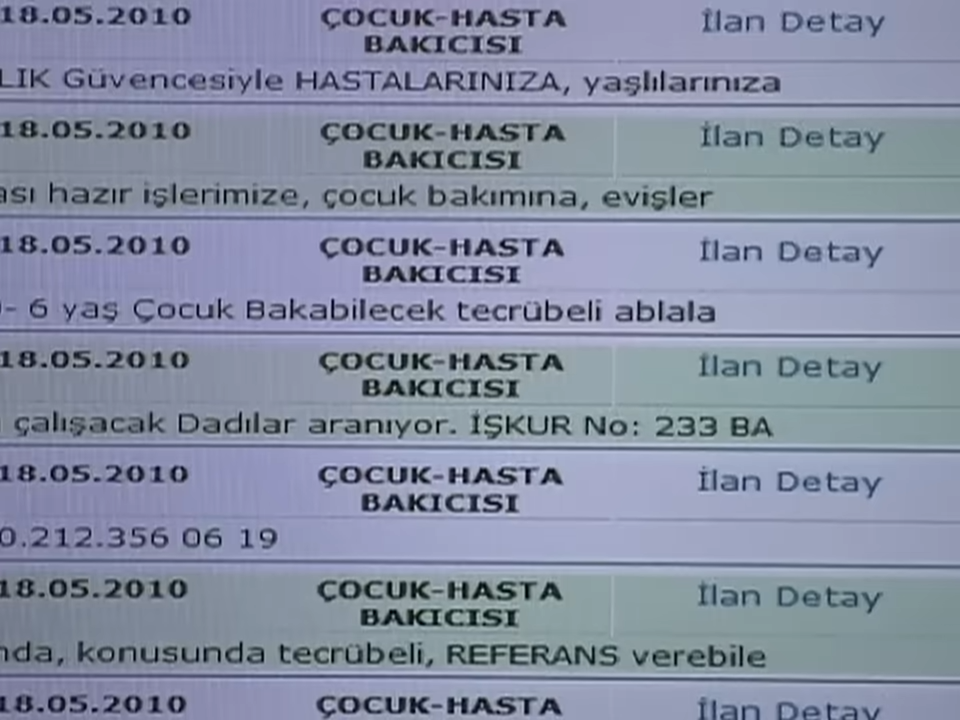 18.05.2010 ÇOCUK-HASTA İlan Detay
BAKICISI
LIK Güvencesiyle HASTALARINIZA, yaşlılarınıza
18.05.2010 ÇOCUK-HASTA İlan Detay
BAKICISI
ası hazır işlerimize, çocuk bakımına, evişler
18.05.2010 ÇOCUK-HASTA İlan Detay
BAKICISI
- 6 yaş Çocuk Bakabilecek tecrübeli ablala
18.05.2010 ÇOCUK-HASTA İlan Detay
BAKICISI
çalışacak Dadılar aranıyor. İŞKUR No: 233 BA
18.05.2010 ÇOCUK-HASTA İlan Detay
BAKICISI
0.212.356 06 19
18.05.2010 ÇOCUK-HASTA İlan Detay
BAKICISI
nda, konusunda tecrübeli, REFERANS verebile
18.05.2010 ÇOCUK-HASTA İlan Detay